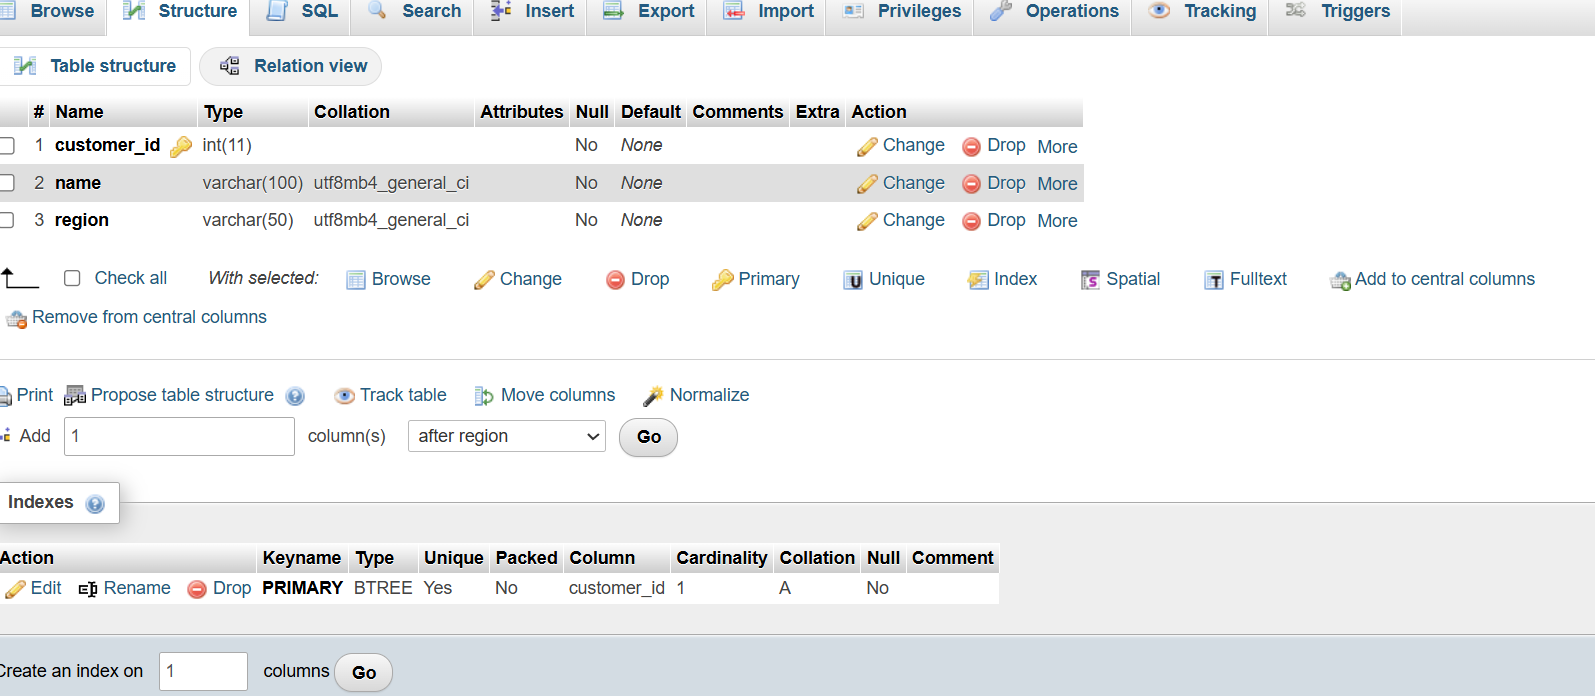 Browse Structure SQL Search Insert Export Import Privileges Operations Tracking Triggers
Table structure Relation view
# Name Type Collation Attributes Null Default Comments Extra Action
1 customer_id int(11) No None Change Drop More
2 name varchar(100) utf8mb4_general_ci No None Change Drop More
3 region varchar(50) utf8mb4_general_ci No None Change Drop More
Check all With selected: Browse Change Drop Primary Unique Index Spatial Fulltext Add to central columns
Remove from central columns
Print Propose table structure Track table Move columns Normalize
Add 1 column(s) after region Go
Indexes
Action Keyname Type Unique Packed Column Cardinality Collation Null Comment
Edit Rename Drop PRIMARY BTREE Yes No customer_id 1 A No
Create an index on 1 columns Go